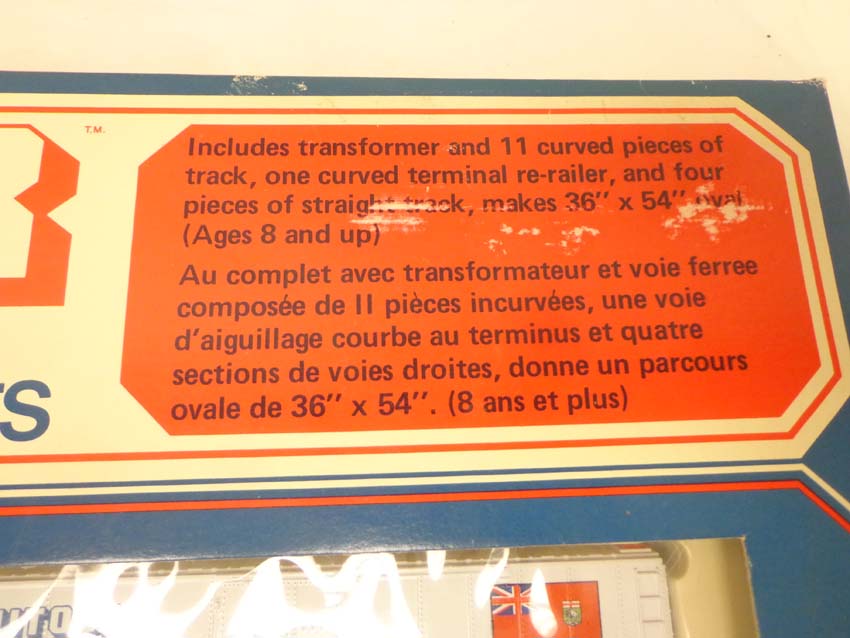 T.M.
Includes transformer and 11 curved pieces of
track, one curved terminal re-railer, and four
pieces of straight track, makes 36" x 54" oval
(Ages 8 and up)
Au complet avec transformateur et voie ferree
composée de II pièces incurvées, une voie
d'aiguillage courbe au terminus et quatre
sections de voies droites, donne un parcours
ovale de 36" x 54". (8 ans et plus)